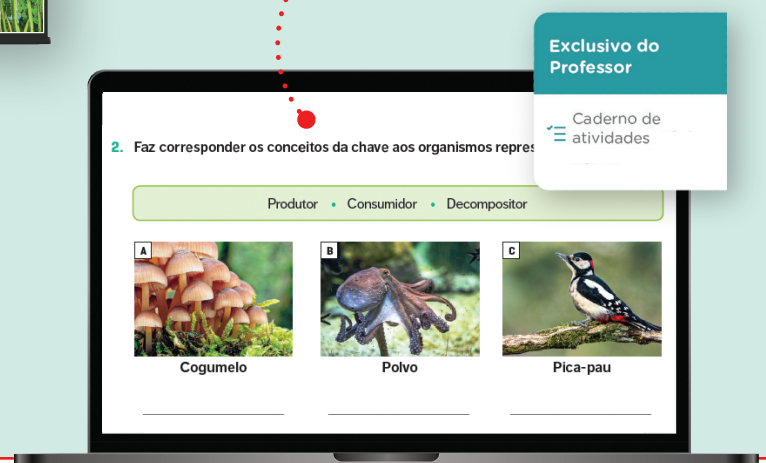 Exclusivo do
Professor
Caderno de
atividades
2. Faz corresponder os conceitos da chave aos organismos
Produtor • Consumidor • Decompositor
A
B
C
Cogumelo
Polvo
Pica-pau